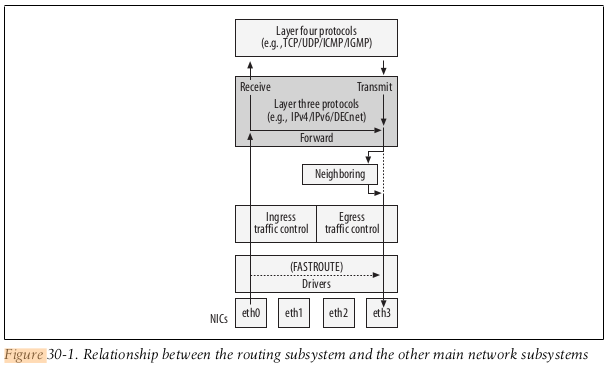 Layer four protocols
(e.g.,TCP/UDP/ICMP/IGMP)
Receive
Transmit
Layer three protocols
(e.g., IPv4/IPv6/DECnet)
Forward
Neighboring
Ingress
traffic control
Egress
traffic control
(FASTROUTE)
Drivers
NICs
eth0
eth1
eth2
eth3
Figure 30-1. Relationship between the routing subsystem and the other main network subsystems